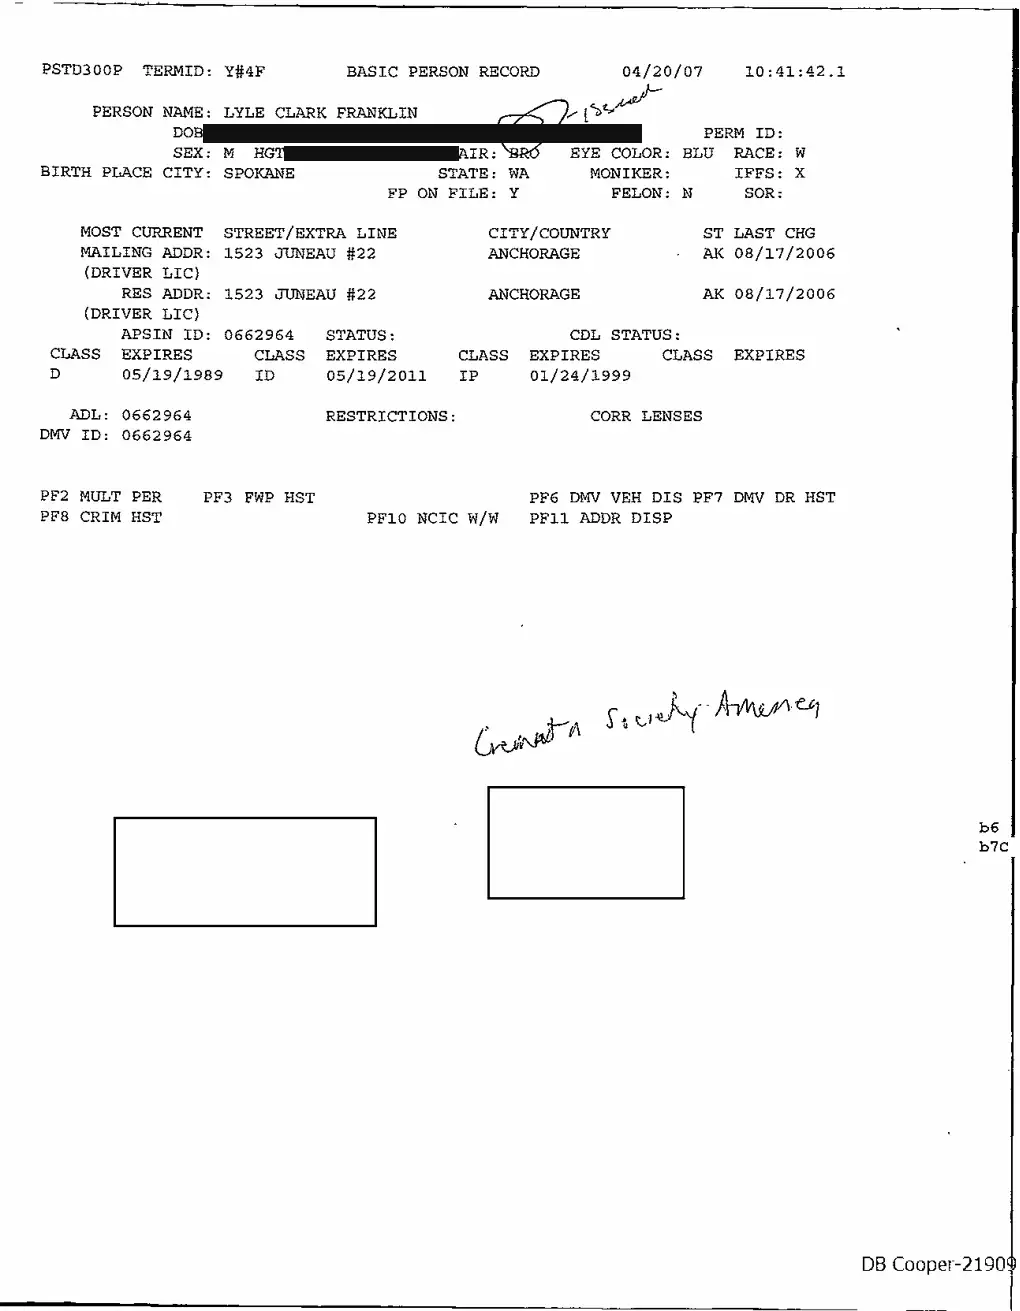 PSTD300P TERMID: Y#4F BASIC PERSON RECORD 04/20/07 10:41:42.1
issued
PERSON NAME: LYLE CLARK FRANKLIN
DOB PERM ID:
SEX: M HGT AIR: BRO EYE COLOR: BLU RACE: W
BIRTH PLACE CITY: SPOKANE STATE: WA MONIKER: IFFS: X
FP ON FILE: Y FELON: N SOR:
MOST CURRENT STREET/EXTRA LINE CITY/COUNTRY ST LAST CHG
MAILING ADDR: 1523 JUNEAU #22 ANCHORAGE AK 08/17/2006
(DRIVER LIC)
RES ADDR: 1523 JUNEAU #22 ANCHORAGE AK 08/17/2006
(DRIVER LIC)
APSIN ID: 0662964 STATUS: CDL STATUS:
CLASS EXPIRES CLASS EXPIRES CLASS EXPIRES CLASS EXPIRES
D 05/19/1989 ID 05/19/2011 IP 01/24/1999
ADL: 0662964 RESTRICTIONS: CORR LENSES
DMV ID: 0662964
PF2 MULT PER PF3 FWP HST PF6 DMV VEH DIS PF7 DMV DR HST
PF8 CRIM HST PF10 NCIC W/W PF11 ADDR DISP
Society
b6
b7C
DB Cooper-21909